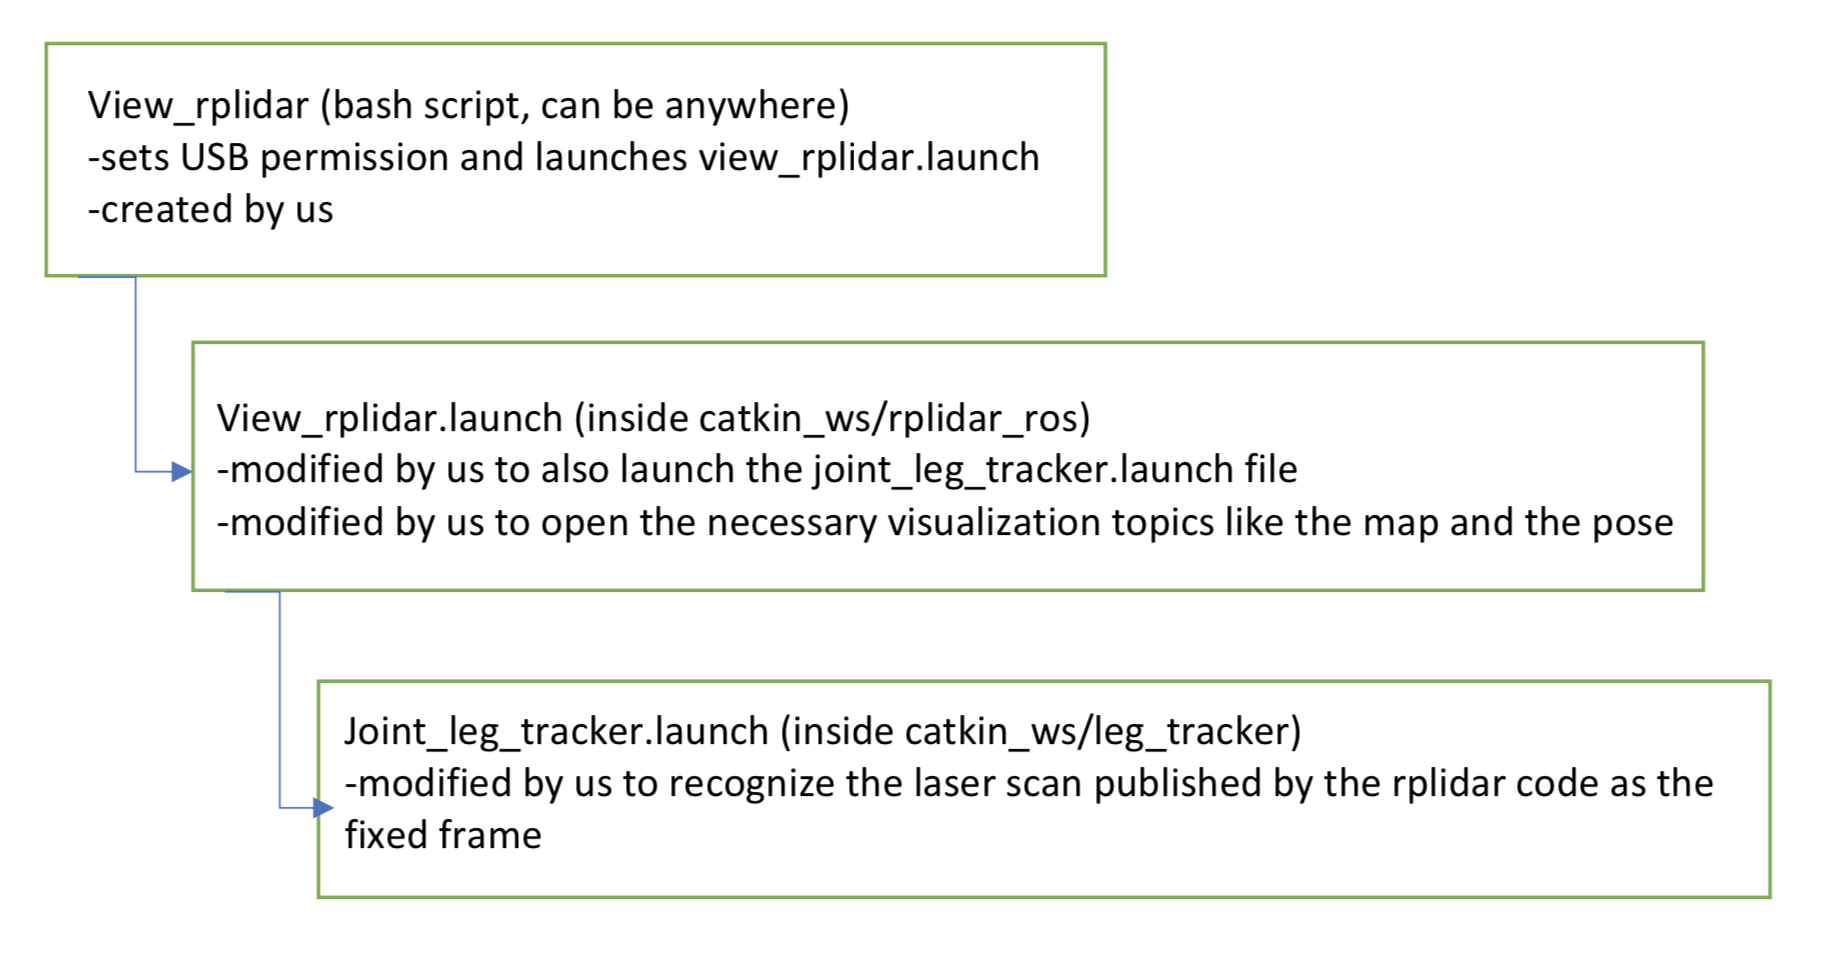 View_rplidar (bash script, can be anywhere)
-sets USB permission and launches view_rplidar.launch
-created by us
View_rplidar.launch (inside catkin_ws/rplidar_ros)
-modified by us to also launch the joint_leg_tracker.launch file
-modified by us to open the necessary visualization topics like the map and the pose
Joint_leg_tracker.launch (inside catkin_ws/leg_tracker)
-modified by us to recognize the laser scan published by the rplidar code as the
fixed frame